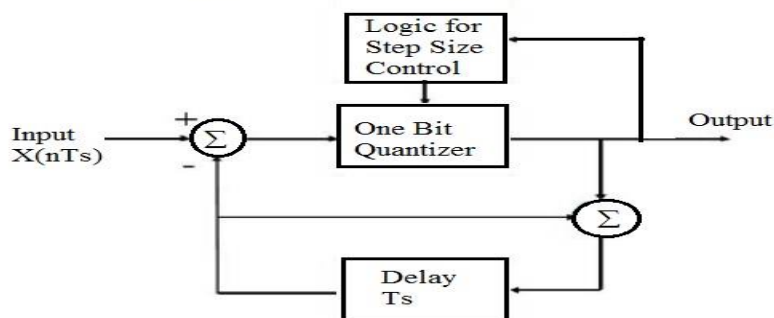 Logic for
Step Size
Control
+
Input
X(nTs)
Σ
-
One Bit
Quantizer
Output
Σ
Delay
Ts